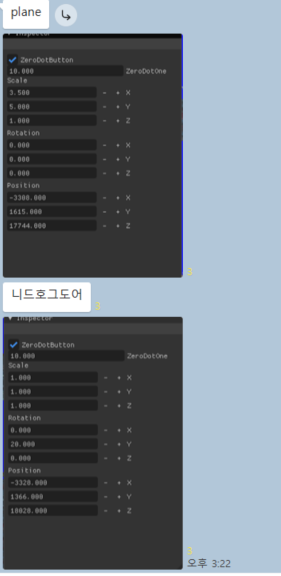 plane
Inspector
ZeroDotButton
10.000 ZeroDotOne
Scale
3.500 - + X
5.000 - + Y
1.000 - + Z
Rotation
0.000 - + X
0.000 - + Y
0.000 - + Z
Position
-3308.000 - + X
1615.000 - + Y
17744.000 - + Z
3
니드호그도어
3
Inspector
ZeroDotButton
10.000 ZeroDotOne
Scale
1.000 - + X
1.000 - + Y
1.000 - + Z
Rotation
0.000 - + X
20.000 - + Y
0.000 - + Z
Position
-3320.000 - + X
1366.000 - + Y
18028.000 - + Z
3
오후 3:22